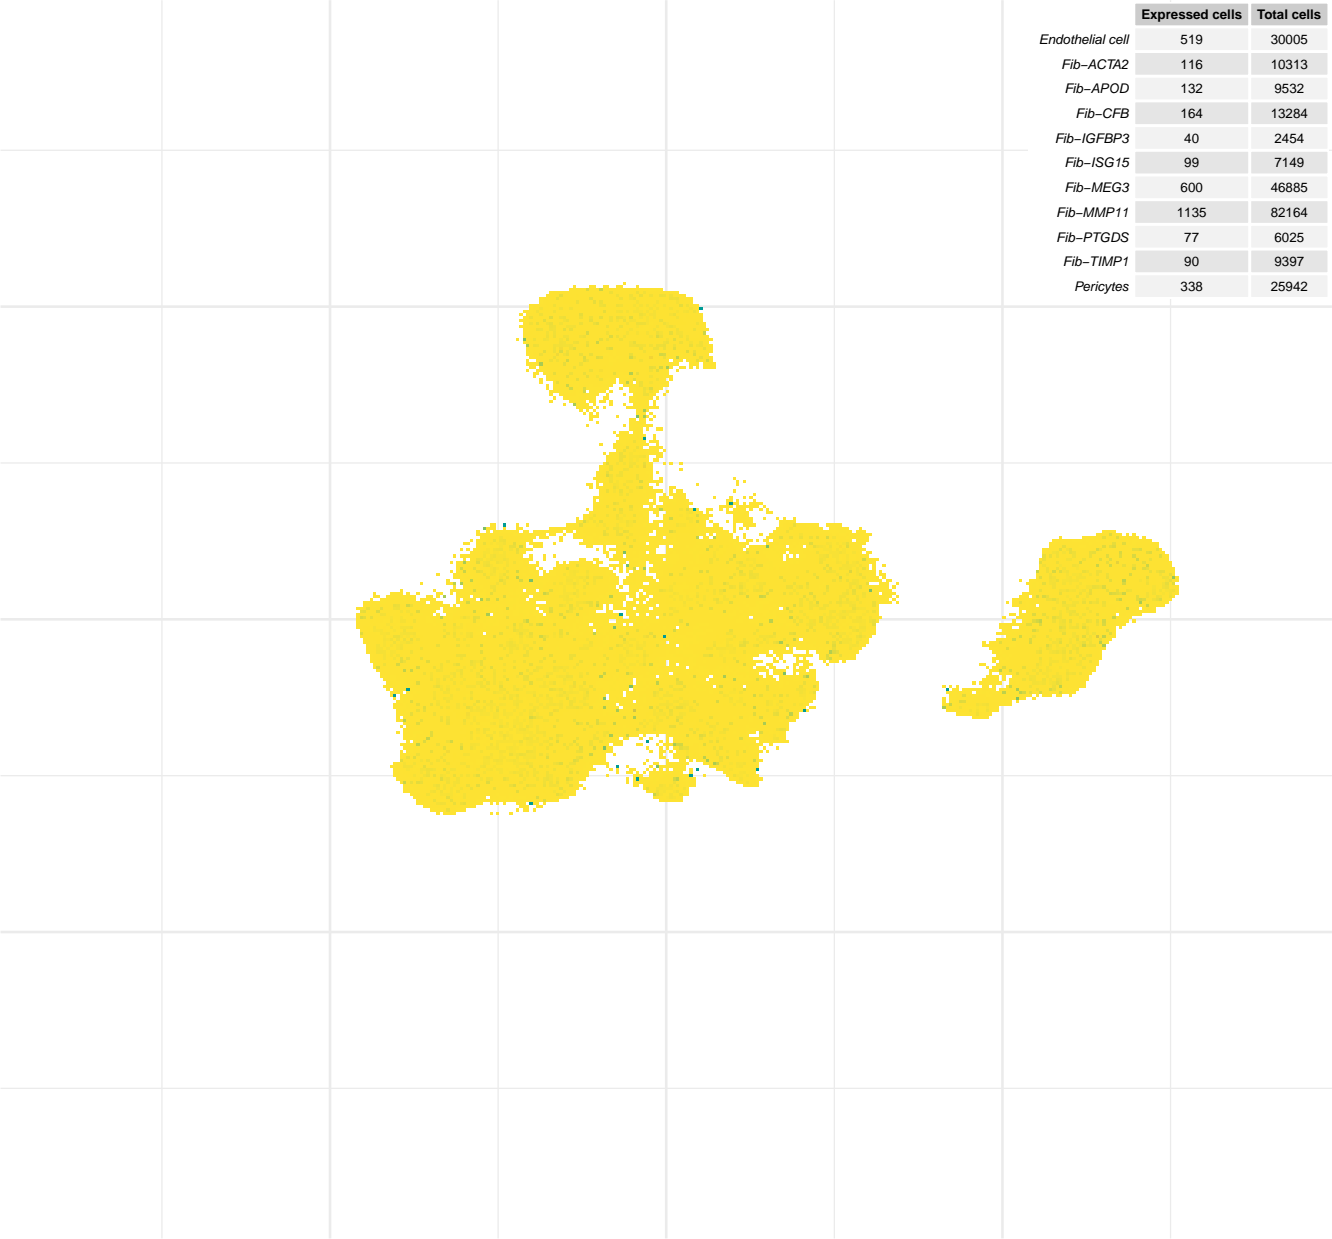 Expressed cells Total cells
Endothelial cell 519 30005
Fib−ACTA2 116 10313
Fib−APOD 132 9532
Fib−CFB 164 13284
Fib−IGFBP3 40 2454
Fib−ISG15 99 7149
Fib−MEG3 600 46885
Fib−MMP11 1135 82164
Fib−PTGDS 77 6025
Fib−TIMP1 90 9397
Pericytes 338 25942